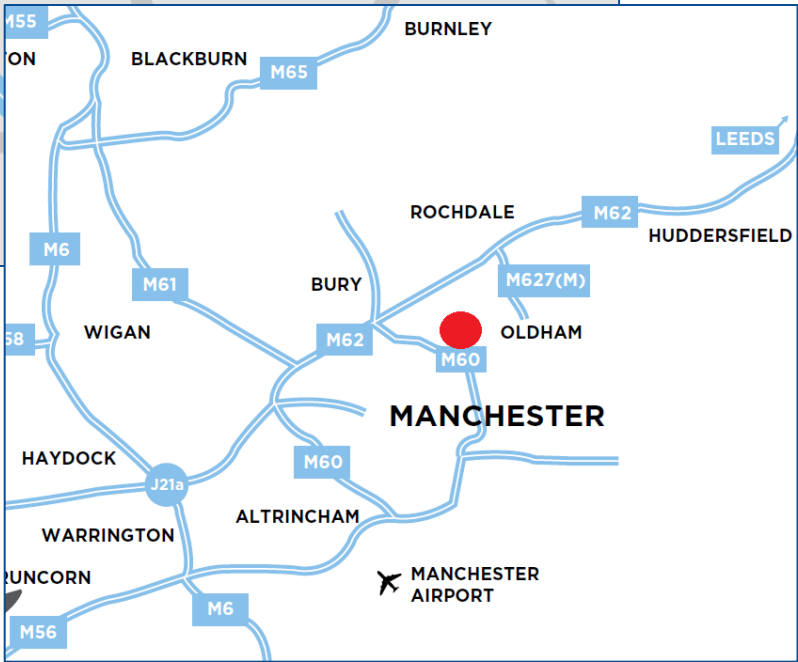 M55
BURNLEY
TON
BLACKBURN
M65
LEEDS
ROCHDALE
M62
HUDDERSFIELD
M6
M61
BURY
M627(M)
58
WIGAN
M62
OLDHAM
M60
MANCHESTER
HAYDOCK
M60
J21a
ALTRINCHAM
WARRINGTON
RUNCORN
MANCHESTER
AIRPORT
M6
M56